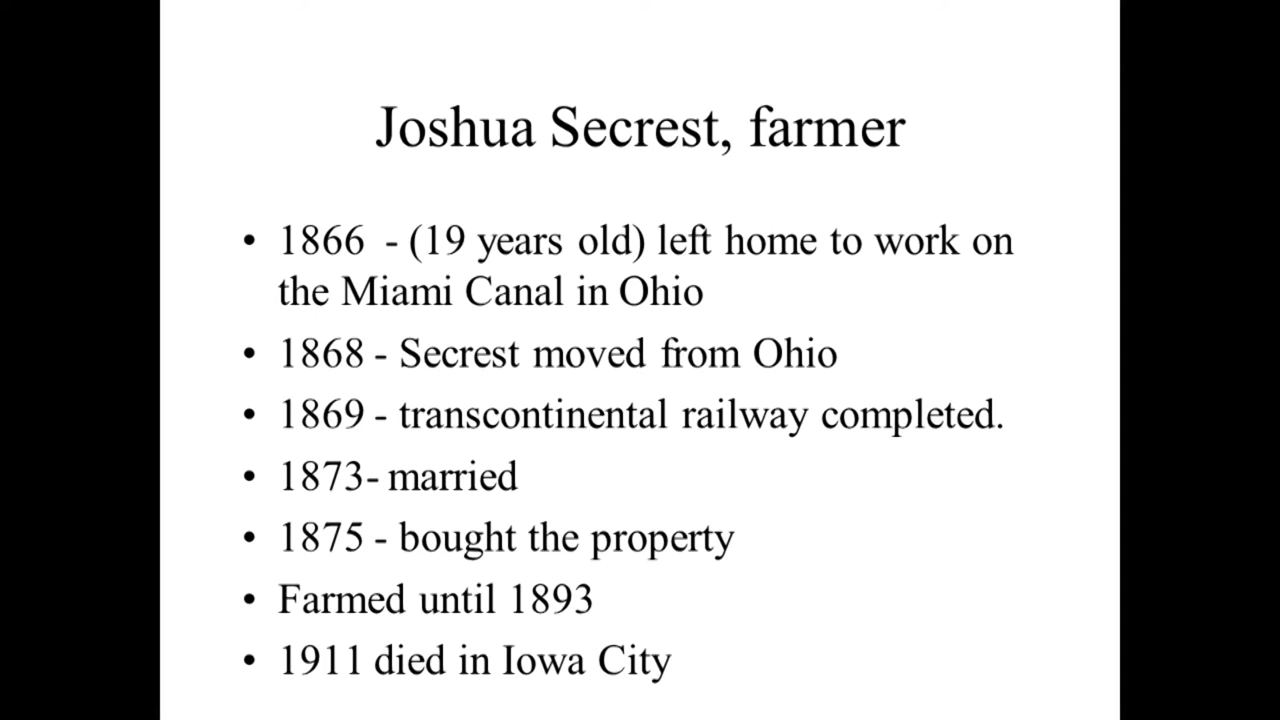 Joshua Secrest, farmer
• 1866 - (19 years old) left home to work on
the Miami Canal in Ohio
• 1868 - Secrest moved from Ohio
• 1869 - transcontinental railway completed.
• 1873- married
• 1875 - bought the property
• Farmed until 1893
• 1911 died in Iowa City